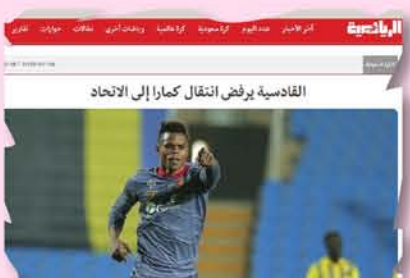 الرياضية
آخر الأخبار عدد اليوم كرة سعودية كرة عالمية رياضات أخرى مقالات حوارات تقارير
القادسية يرفض انتقال كمارا إلى الاتحاد